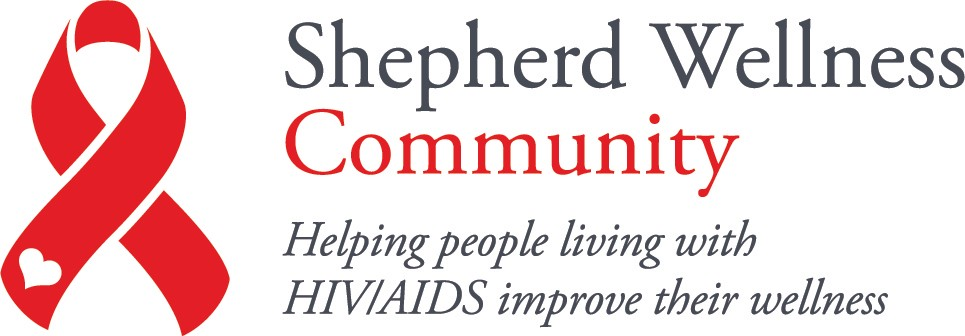 Shepherd Wellness
Community
Helping people living with
HIV/AIDS improve their wellness